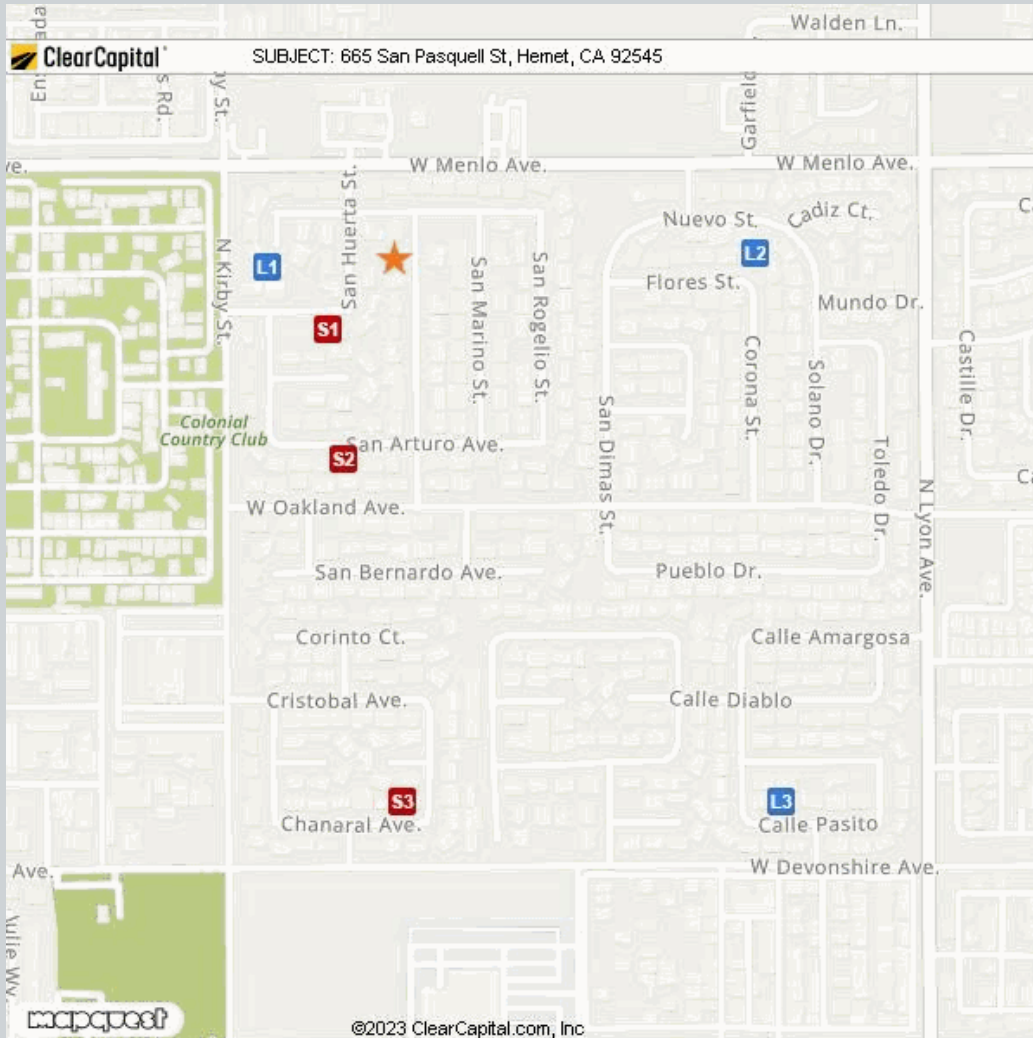 Walden Ln.
ClearCapital
SUBJECT: 665 San Pasquell St, Hemet, CA 92545
s Rd.
ay St.
Garfield
ve.
W Menlo Ave.
W Menlo Ave.
San Huerta St.
Nuevo St.
Cadiz Ct.
L1
L2
N Kirby St.
San Marino St.
San Rogelio St.
Flores St.
Mundo Dr.
S1
Corona St.
Solano Dr.
Castille Dr.
Colonial
Country Club
San Arturo Ave.
S2
San Dimas St.
Toledo Dr.
W Oakland Ave.
N Lyon Ave.
San Bernardo Ave.
Pueblo Dr.
Corinto Ct.
Calle Amargosa
Cristobal Ave.
Calle Diablo
S3
L3
Chanaral Ave.
Calle Pasito
Ave.
W Devonshire Ave.
mapquest
©2023 ClearCapital.com, Inc